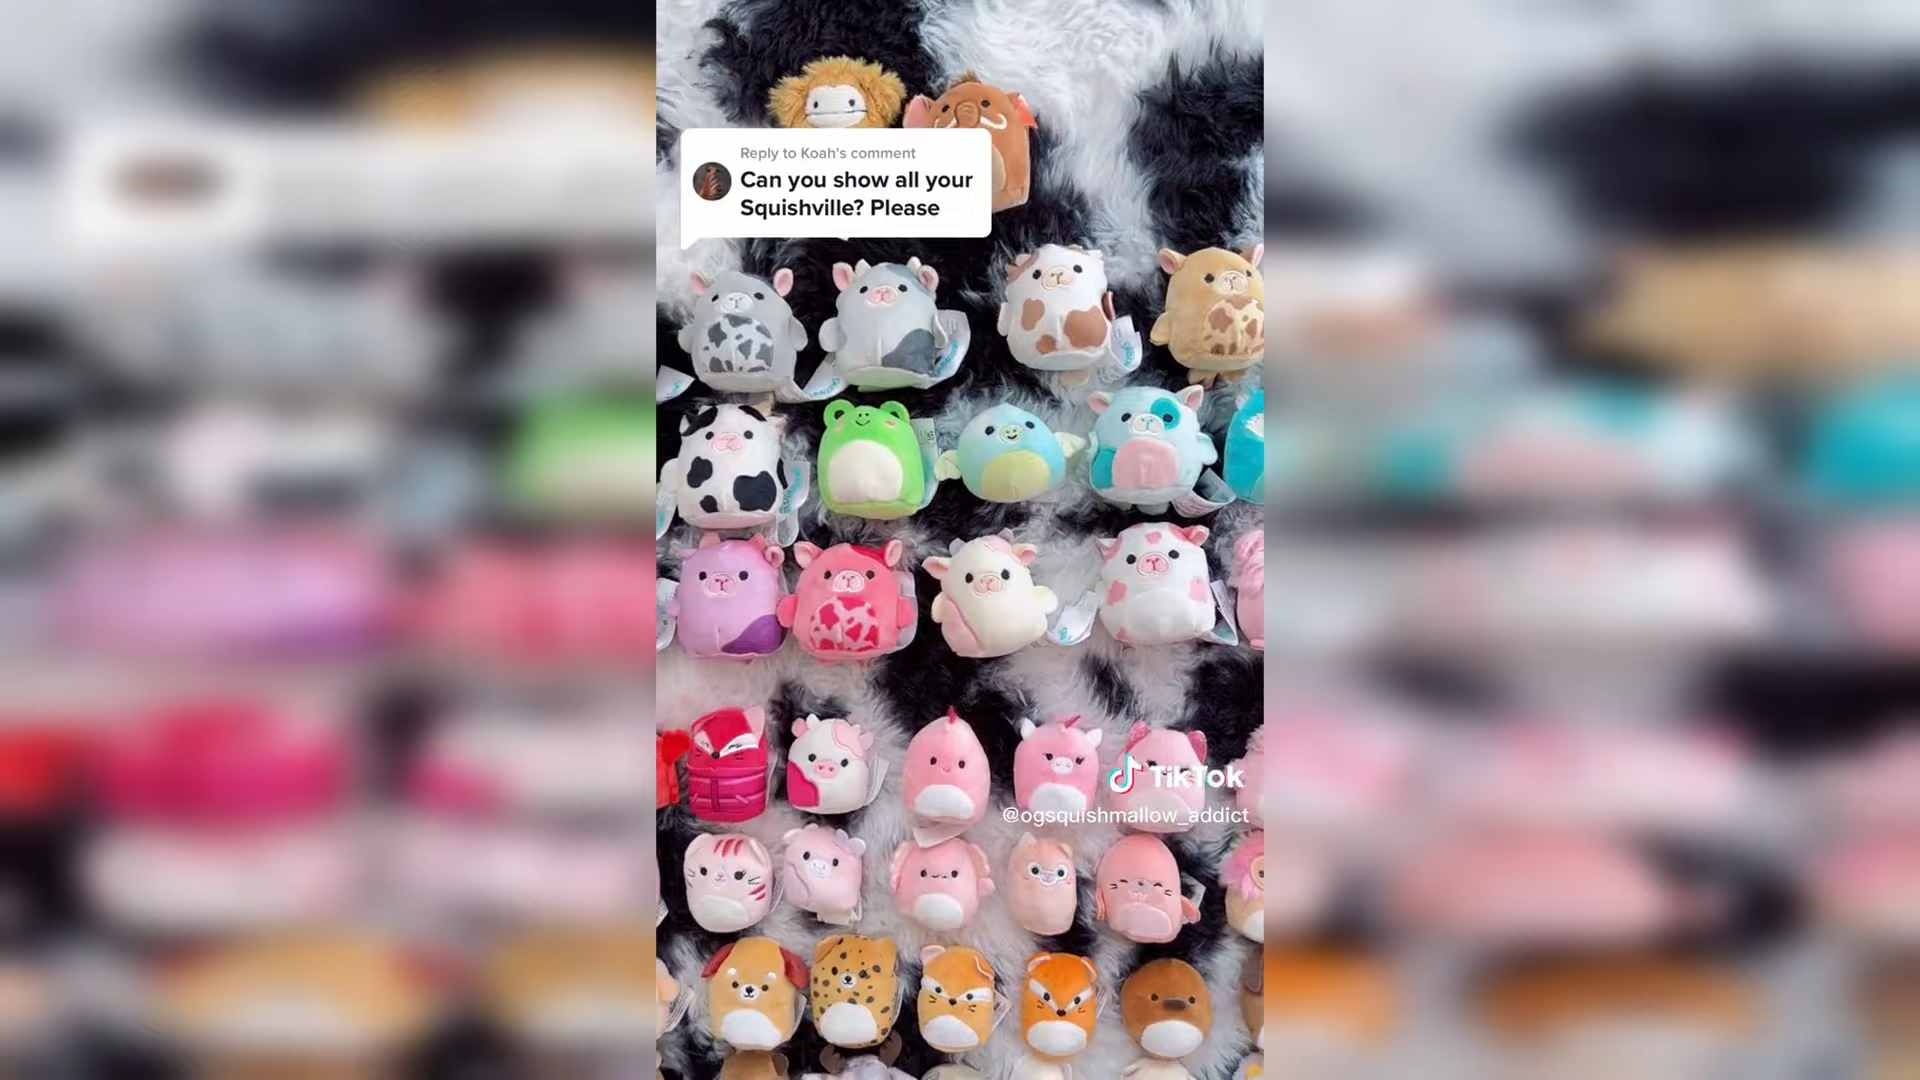 Reply to Koah's comment
Can you show all your
Squishville? Please
TikTok
@ogsquishmallow_addict